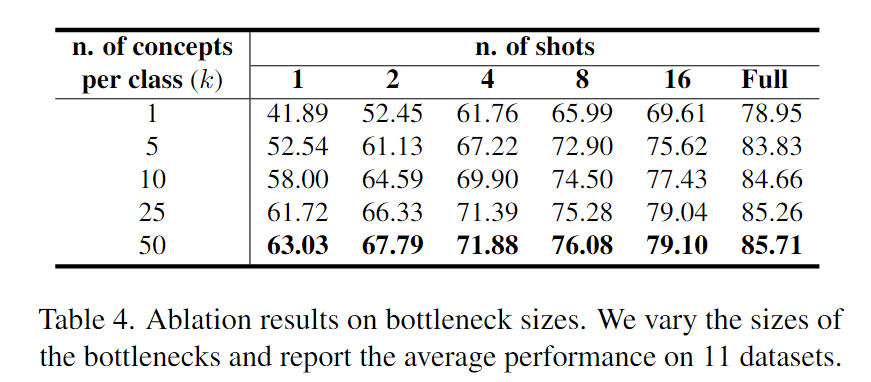 n. of concepts n. of shots
per class (k) 1 2 4 8 16 Full
1 41.89 52.45 61.76 65.99 69.61 78.95
5 52.54 61.13 67.22 72.90 75.62 83.83
10 58.00 64.59 69.90 74.50 77.43 84.66
25 61.72 66.33 71.39 75.28 79.04 85.26
50 63.03 67.79 71.88 76.08 79.10 85.71
Table 4. Ablation results on bottleneck sizes. We vary the sizes of
the bottlenecks and report the average performance on 11 datasets.